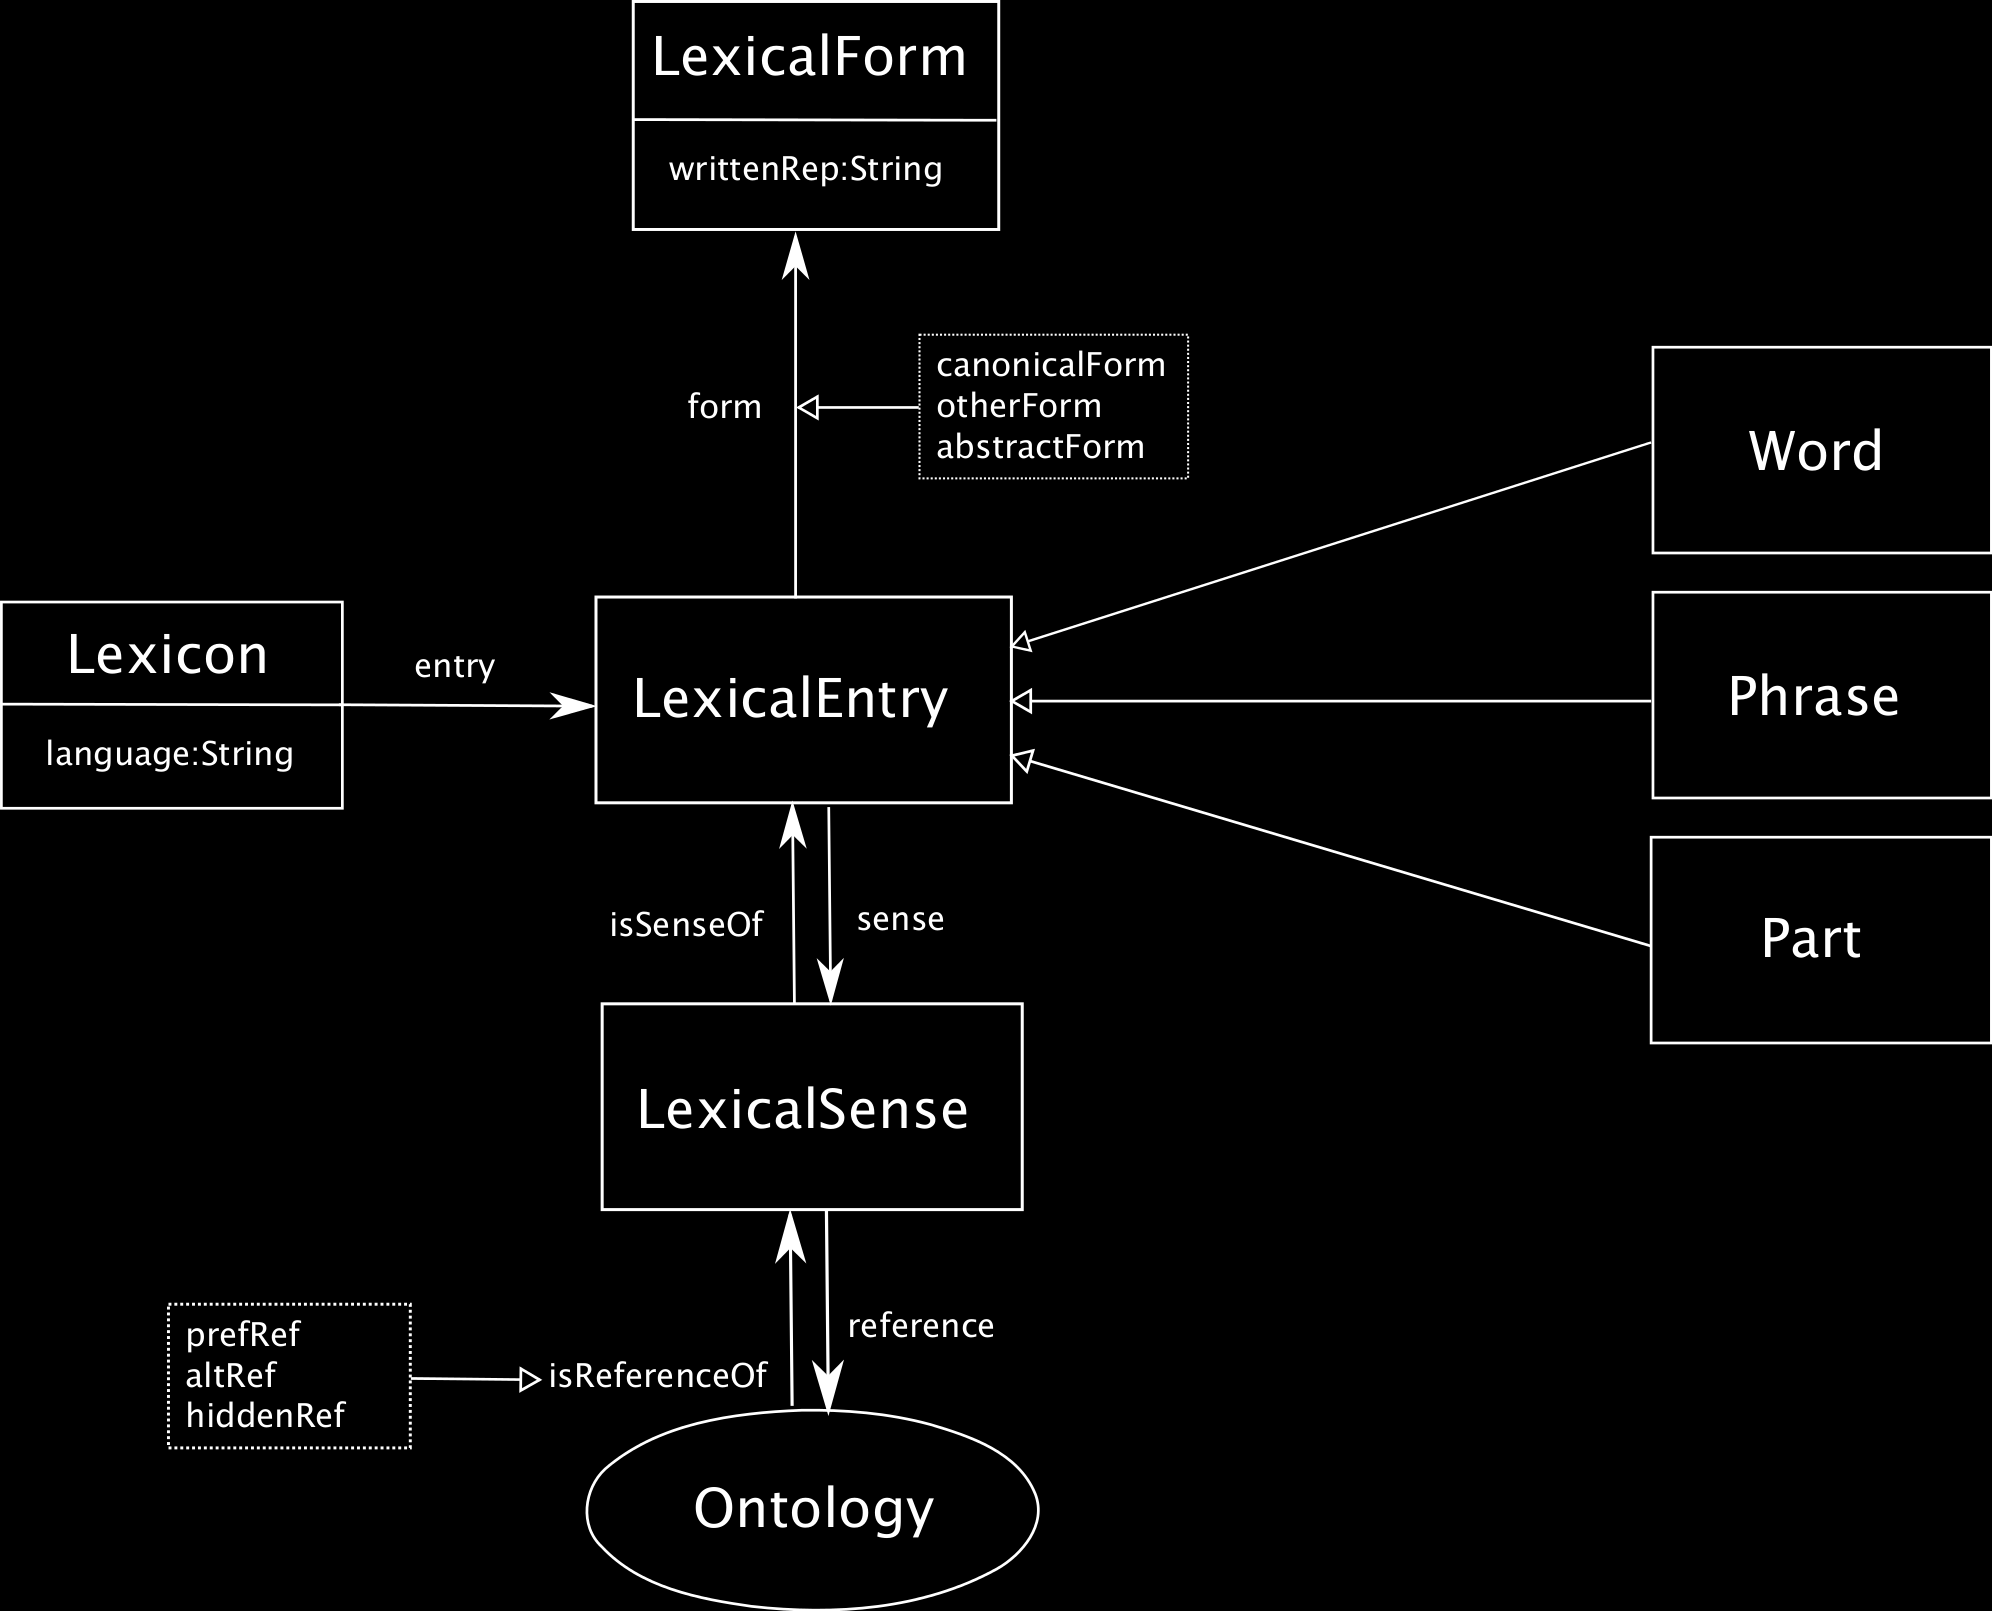 LexicalForm
writtenRep:String
form
canonicalForm
otherForm
abstractForm
Word
Lexicon
language:String
entry
LexicalEntry
Phrase
Part
isSenseOf
sense
LexicalSense
reference
prefRef
altRef
hiddenRef
isReferenceOf
Ontology